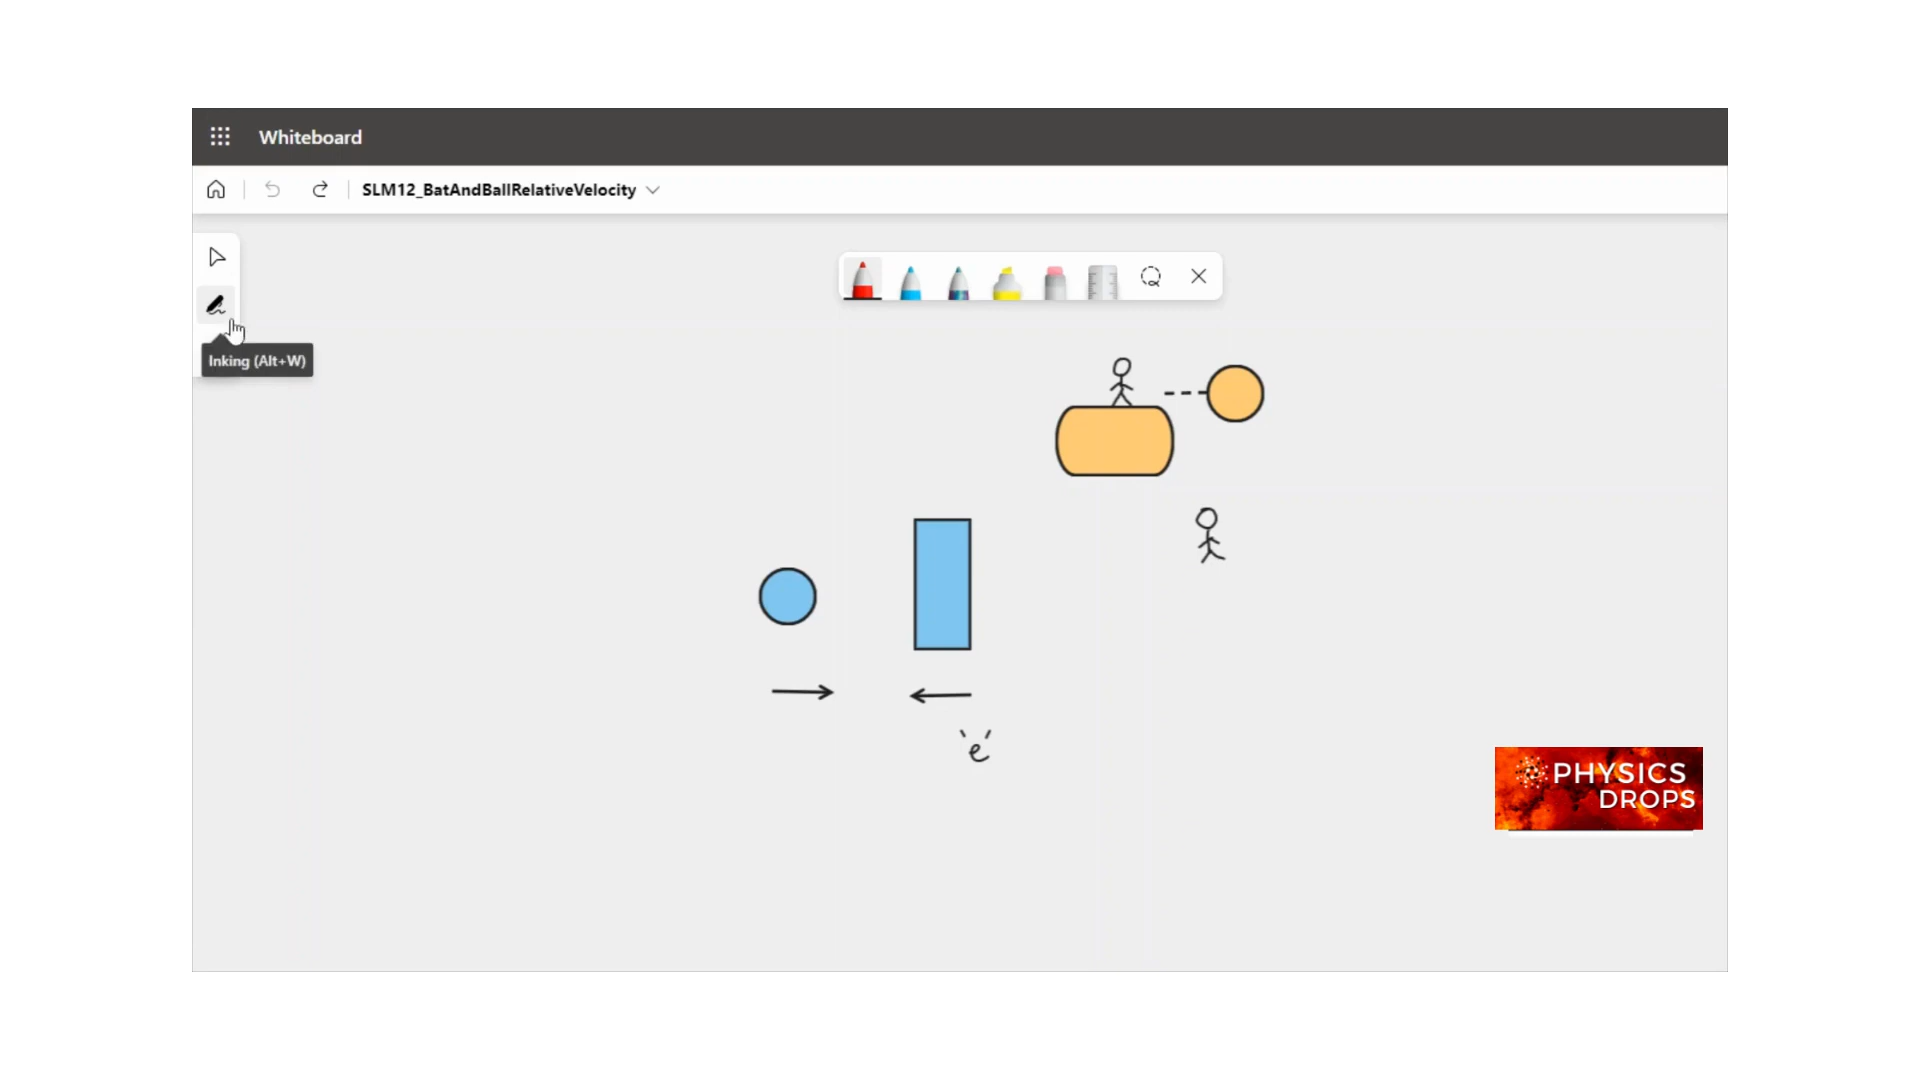 Whiteboard
SLM12_BatAndBallRelativeVelocity
Inking (Alt+W)
'e'
PHYSICS
DROPS